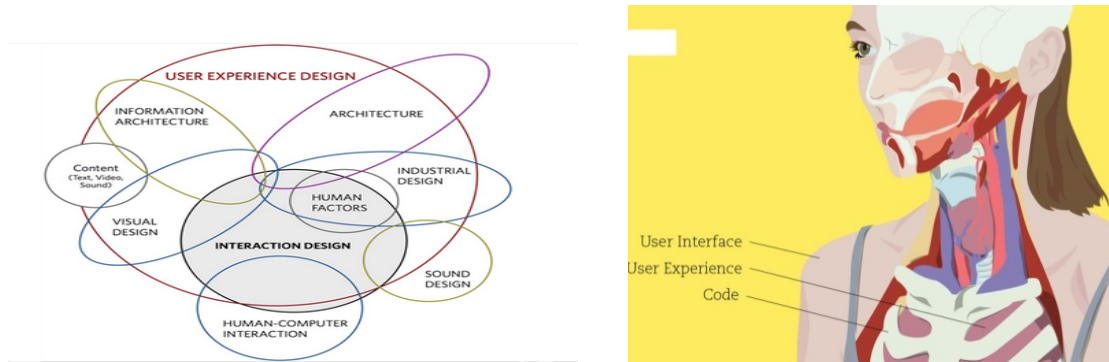 USER EXPERIENCE DESIGN
INFORMATION
ARCHITECTURE
ARCHITECTURE
Content
(Text, Video,
Sound)
INDUSTRIAL
DESIGN
HUMAN
FACTORS
VISUAL
DESIGN
INTERACTION DESIGN
SOUND
DESIGN
HUMAN-COMPUTER
INTERACTION
User Interface
User Experience
Code